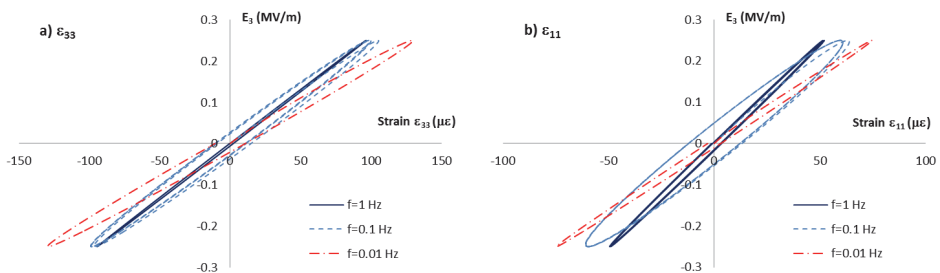 a) ε33
E3 (MV/m)
0.3
0.2
0.1
0
-0.1
-0.2
-0.3
-150
-100
-50
0
50
100
150
Strain ε33 (με)
f=1 Hz
f=0.1 Hz
f=0.01 Hz
b) ε11
E3 (MV/m)
0.3
0.2
0.1
0
-0.1
-0.2
-0.3
-100
-50
0
50
100
Strain ε11 (με)
f=1 Hz
f=0.1 Hz
f=0.01 Hz